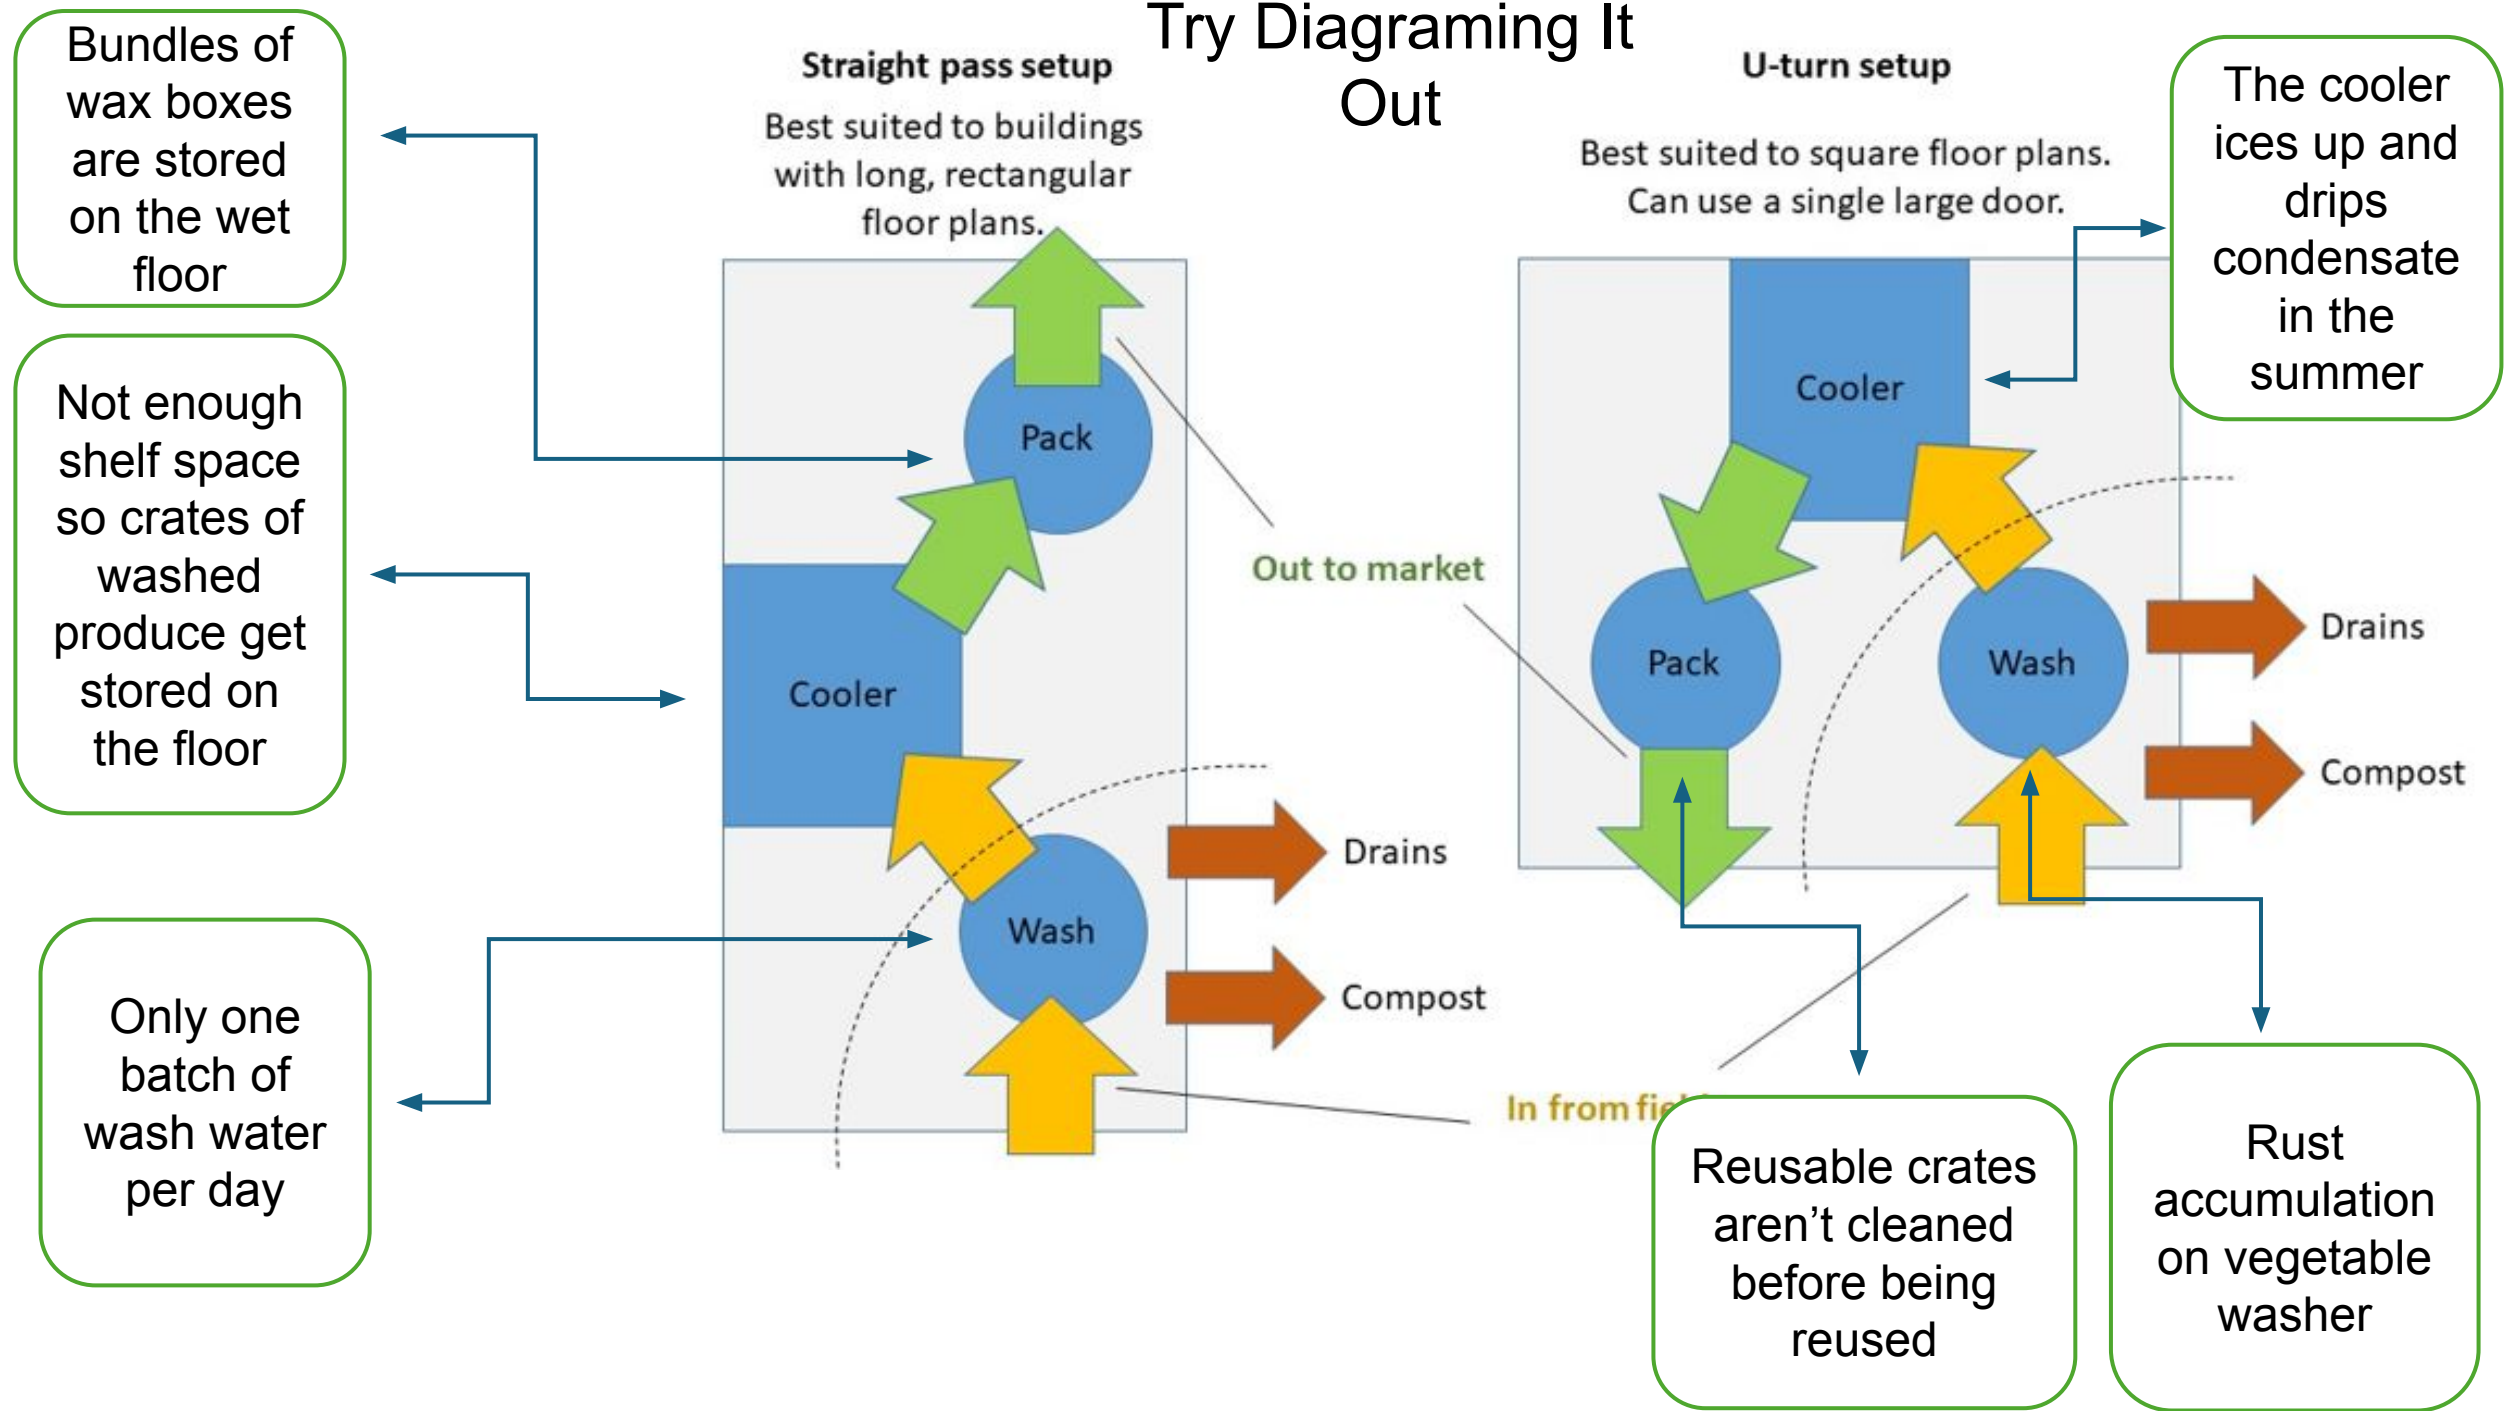 Try Diagraming It
Out
Bundles of
wax boxes
are stored
on the wet
floor
Not enough
shelf space
so crates of
washed
produce get
stored on
the floor
Only one
batch of
wash water
per day
Straight pass setup
Best suited to buildings
with long, rectangular
floor plans.
Pack
Cooler
Wash
Drains
Compost
Out to market
In from
U-turn setup
Best suited to square floor plans.
Can use a single large door.
Cooler
Pack
Wash
Drains
Compost
The cooler
ices up and
drips
condensate
in the
summer
Reusable crates
aren’t cleaned
before being
reused
Rust
accumulation
on vegetable
washer